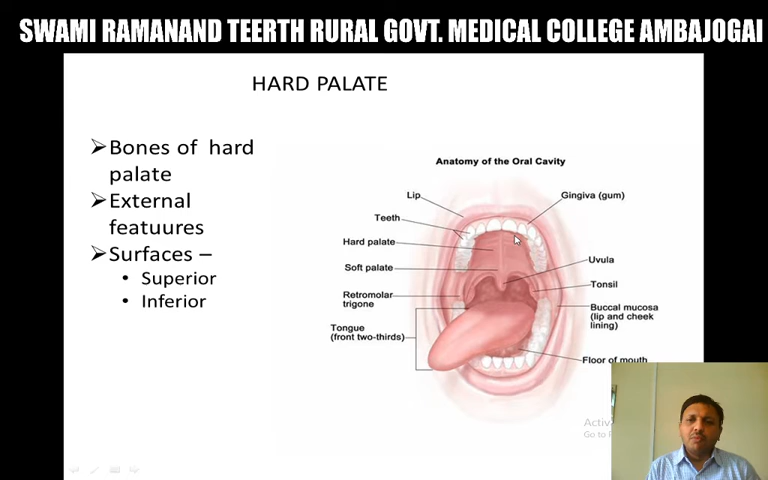 SWAMI RAMANAND TEERTH RURAL GOVT. MEDICAL COLLEGE AMBAJOGAI
HARD PALATE
Bones of hard
palate
External
featuures
Surfaces –
Superior
Inferior
Anatomy of the Oral Cavity
Lip
Gingiva (gum)
Teeth
Hard palate
Soft palate
Uvula
Tonsil
Retromolar
trigone
Buccal mucosa
(lip and cheek
lining)
Tongue
(front two-thirds)
Floor of mouth
Go to